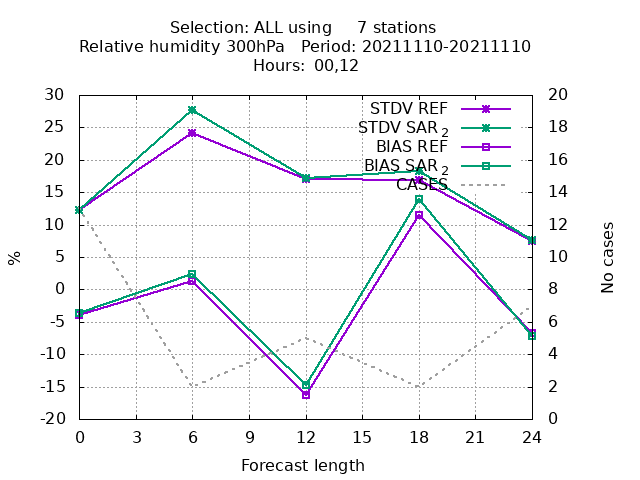 Selection: ALL using     7 stations
Relative humidity 300hPa   Period: 20211110-20211110
Hours: 00,12
STDV REF
STDV SAR 2
BIAS REF
BIAS SAR 2
CASES
30
25
20
15
10
5
0
-5
-10
-15
-20
%
20
18
16
14
12
10
8
6
4
2
0
No cases
0 3 6 9 12 15 18 21 24
Forecast length